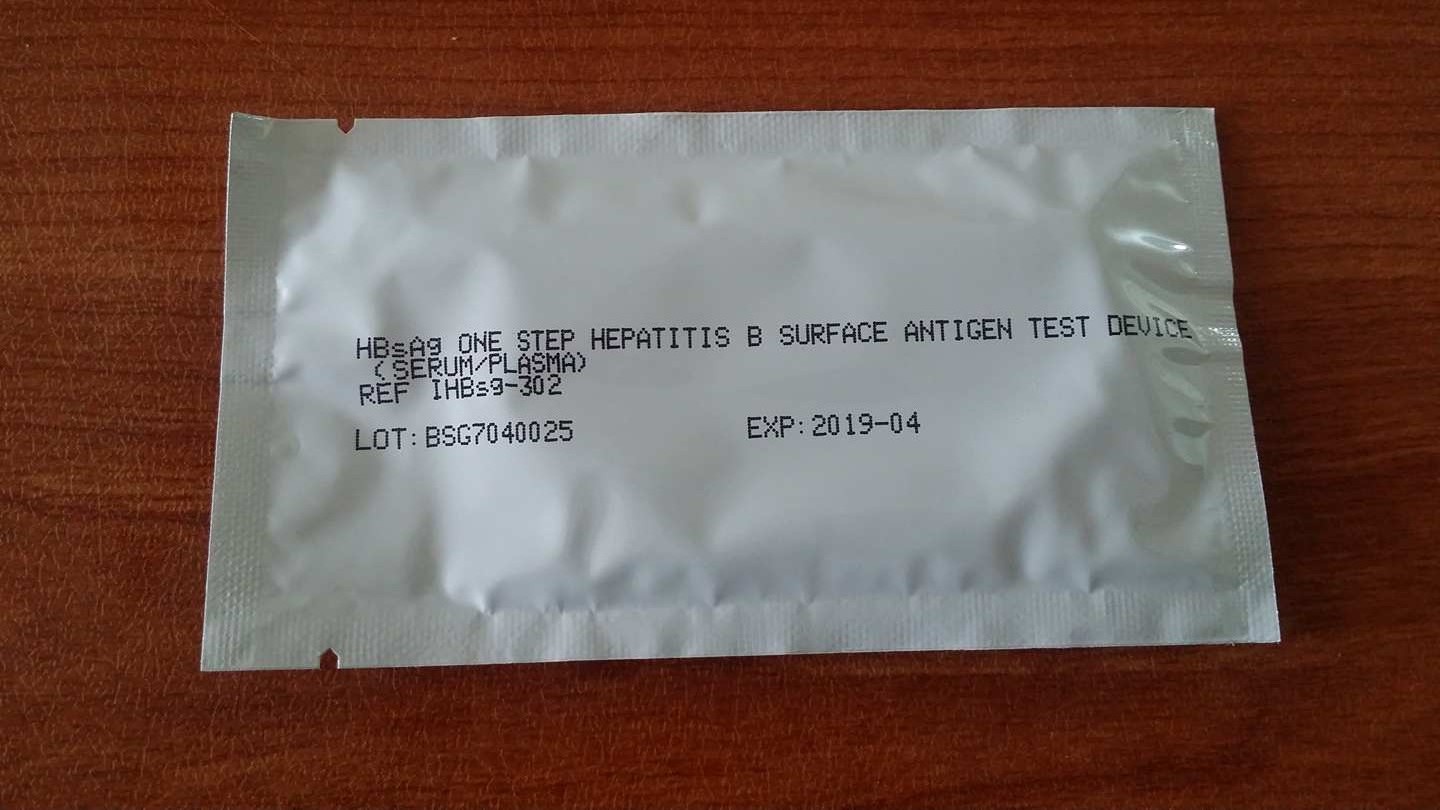 HBsAg ONE STEP HEPATITIS B SURFACE ANTIGEN TEST DEVICE
(SERUM/PLASMA)
REF IHBsg-302
LOT:BSG7040025 EXP:2019-04